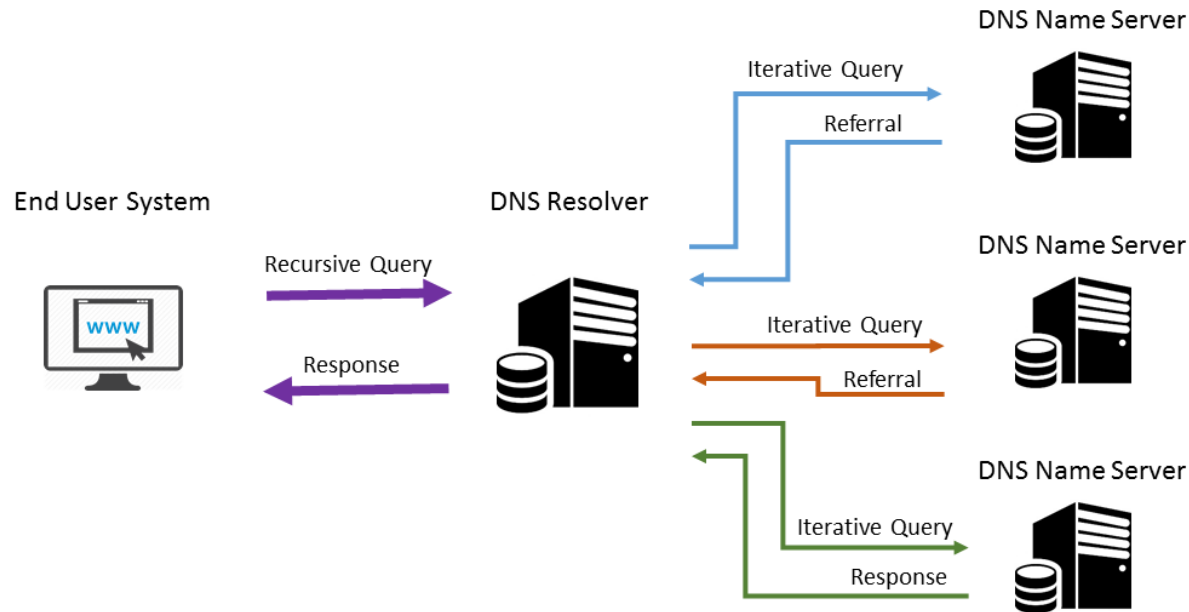 DNS Name Server
Iterative Query
Referral
End User System
DNS Resolver
DNS Name Server
Recursive Query
www
Iterative Query
Response
Referral
DNS Name Server
Iterative Query
Response